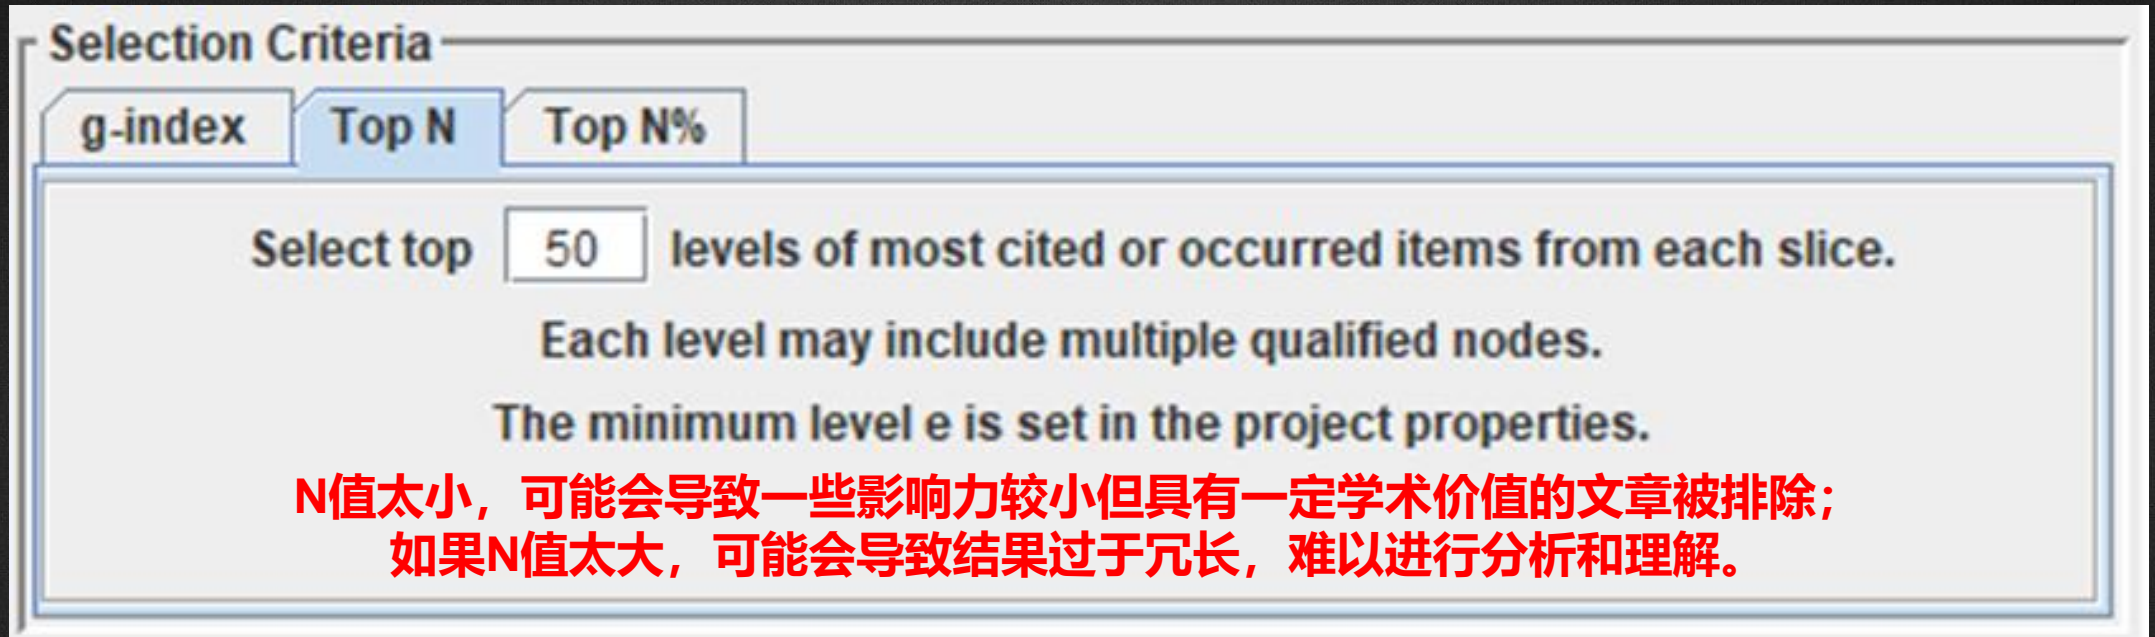 Selection Criteria
g-index Top N Top N%
Select top 50 levels of most cited or occurred items from each slice.
Each level may include multiple qualified nodes.
The minimum level e is set in the project properties.
N值太小，可能会导致一些影响力较小但具有一定学术价值的文章被排除；
如果N值太大，可能会导致结果过于冗长，难以进行分析和理解。